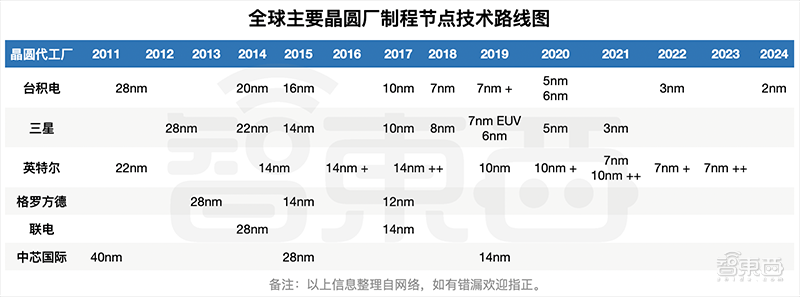 全球主要晶圆厂制程节点技术路线图
晶圆代工厂 2011 2012 2013 2014 2015 2016 2017 2018 2019 2020 2021 2022 2023 2024
台积电 28nm 20nm 16nm 10nm 7nm 7nm + 5nm 6nm 3nm 2nm
三星 28nm 22nm 14nm 10nm 8nm 7nm EUV 6nm 5nm 3nm
英特尔 22nm 14nm 14nm + 14nm ++ 10nm 10nm + 7nm 10nm ++ 7nm + 7nm ++
格罗方德 28nm 14nm 12nm
联电 28nm 14nm
中芯国际 40nm 28nm 14nm
备注：以上信息整理自网络，如有错漏欢迎指正。
智東西
智東西